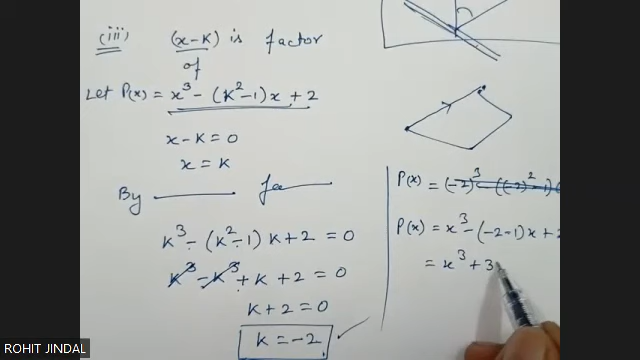 (iii) (x-K) is factor
of
Let P(x) = x³ - (K²-1)x + 2
x-K=0
x = K
By
K³ - (K²-1) K+2 = 0
K³ - K³ + K + 2 = 0
K+2 = 0
K = -2
P(x) = (-2)³ - ((-2)² -1)
P(x) = x³ - (-2-1)x + 2
= x³ + 3
ROHIT JINDAL